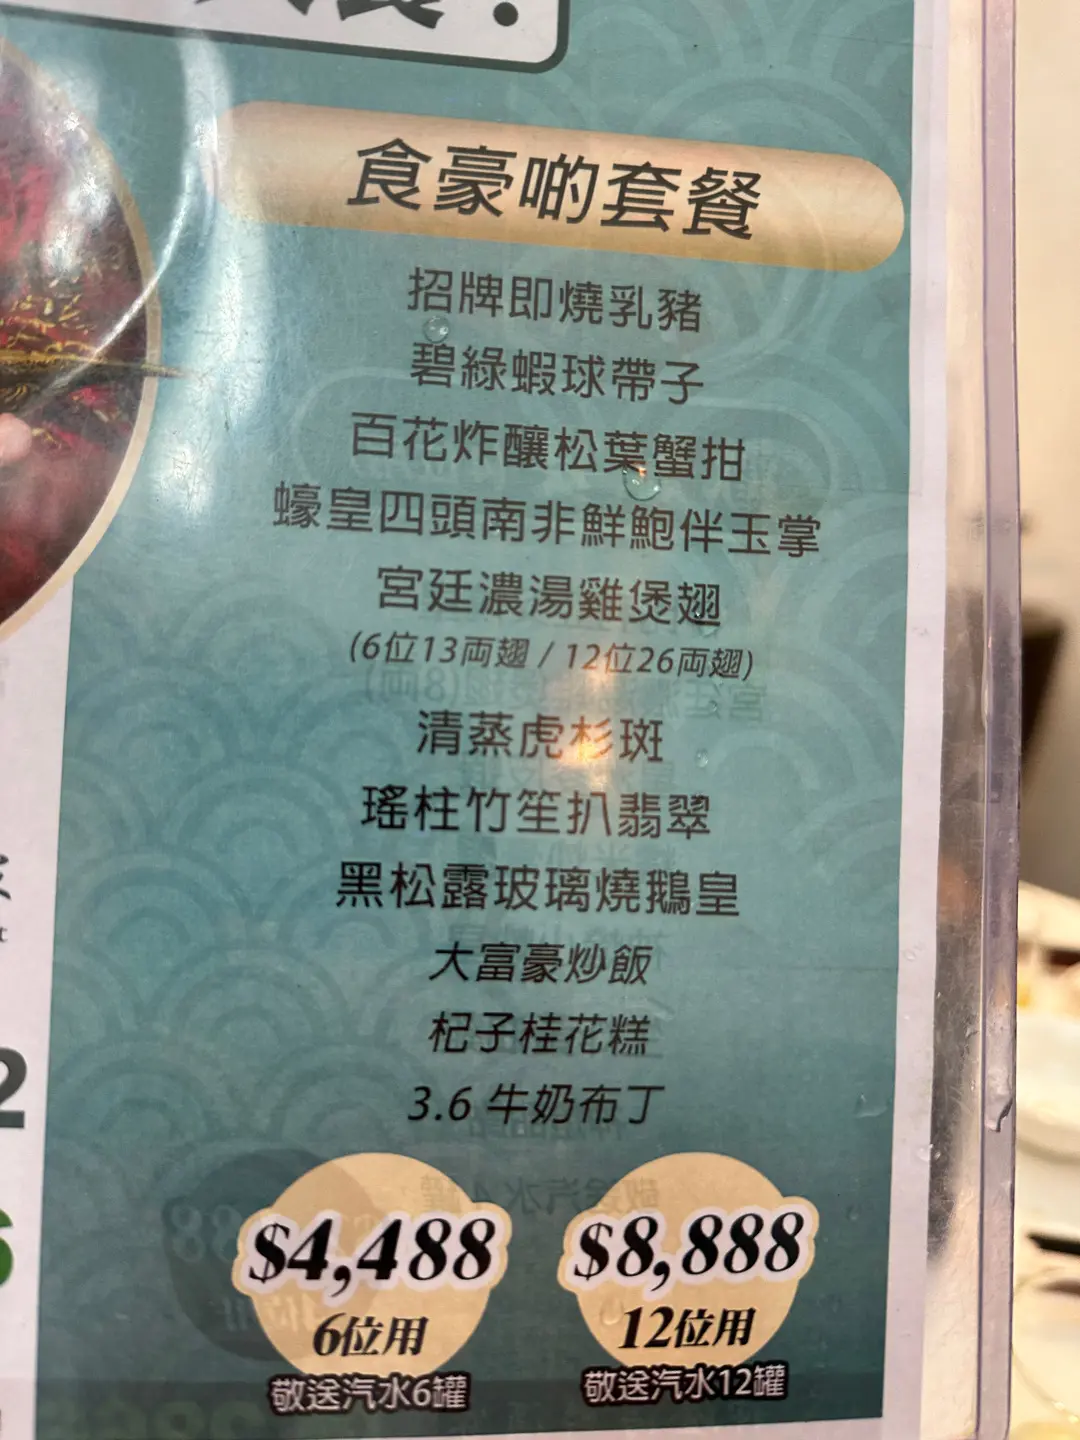 食豪啲套餐
招牌即燒乳豬
碧綠蝦球帶子
百花炸釀松葉蟹拑
蠔皇四頭南非鮮鮑伴玉掌
宮廷濃湯雞煲翅
(6位13両翅 / 12位26両翅)
清蒸虎杉斑
瑤柱竹笙扒翡翠
黑松露玻璃燒鵝皇
大富豪炒飯
杞子桂花糕
3.6 牛奶布丁
$4,488
6位用
敬送汽水6罐
$8,888
12位用
敬送汽水12罐